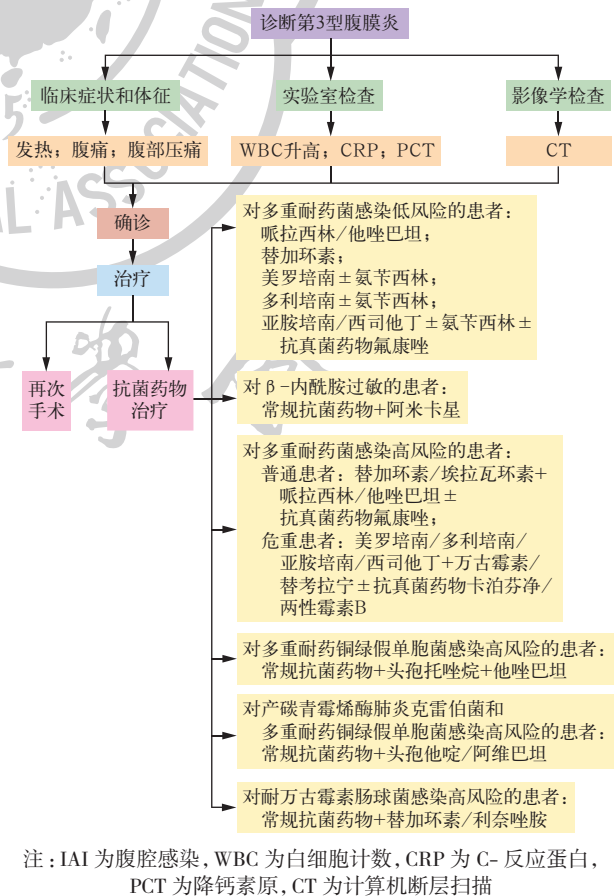 诊断第3型腹膜炎
临床症状和体征
实验室检查
影像学检查
发热；腹痛；腹部压痛
WBC升高；CRP；PCT
CT
确诊
治疗
再次
手术
抗菌药物
治疗
对多重耐药菌感染低风险的患者：
哌拉西林/他唑巴坦；
替加环素；
美罗培南±氨苄西林；
多利培南±氨苄西林；
亚胺培南/西司他丁±氨苄西林±
抗真菌药物氟康唑
对β-内酰胺过敏的患者：
常规抗菌药物+阿米卡星
对多重耐药菌感染高风险的患者：
普通患者：替加环素/埃拉瓦环素+
哌拉西林/他唑巴坦±
抗真菌药物氟康唑；
危重患者：美罗培南/多利培南/
亚胺培南/西司他丁+万古霉素/
替考拉宁±抗真菌药物卡泊芬净/
两性霉素B
对多重耐药铜绿假单胞菌感染高风险的患者：
常规抗菌药物+头孢托唑烷+他唑巴坦
对产碳青霉烯酶肺炎克雷伯菌和
多重耐药铜绿假单胞菌感染高风险的患者：
常规抗菌药物+头孢他啶/阿维巴坦
对耐万古霉素肠球菌感染高风险的患者：
常规抗菌药物+替加环素/利奈唑胺
注：IAI 为腹腔感染，WBC 为白细胞计数，CRP 为 C- 反应蛋白，
PCT 为降钙素原，CT 为计算机断层扫描